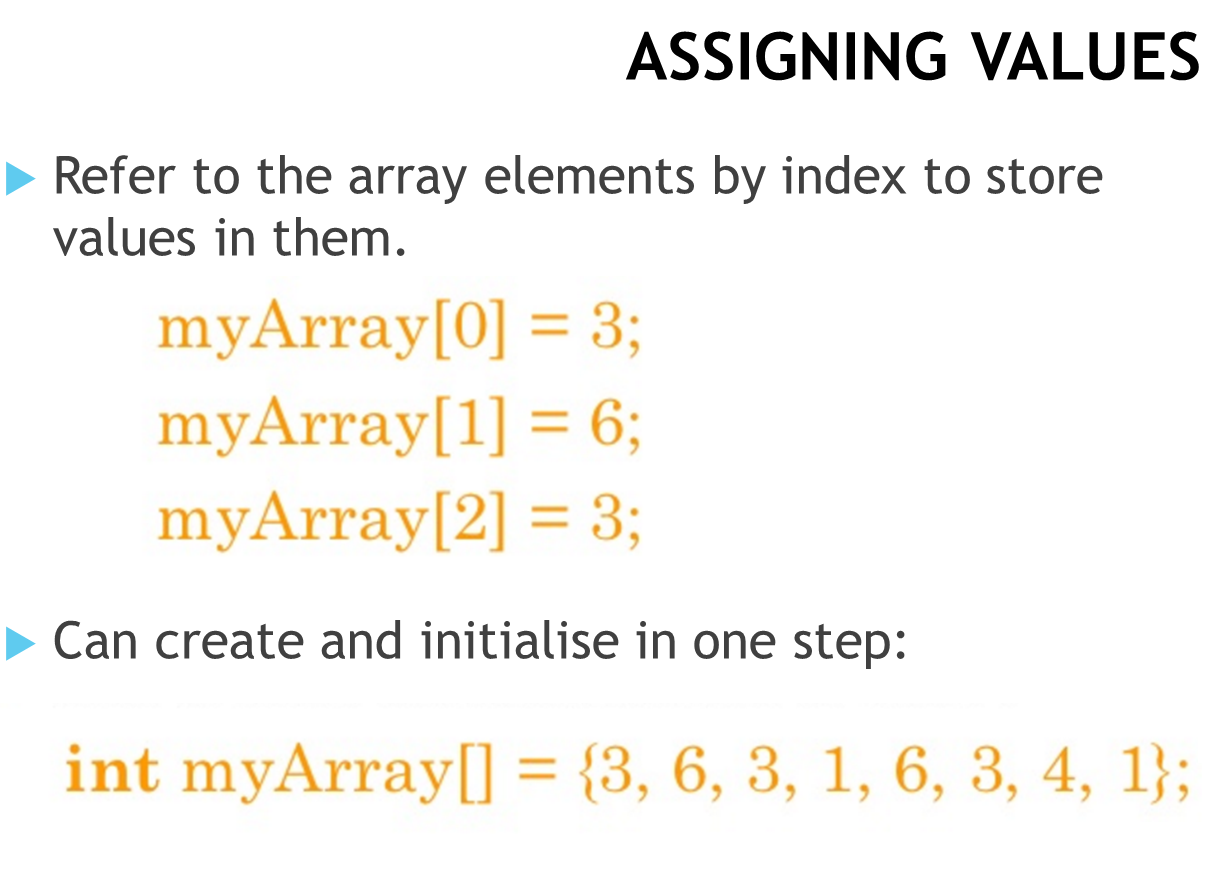 ASSIGNING VALUES
Refer to the array elements by index to store
values in them.
myArray[0] = 3;
myArray[1] = 6;
myArray[2] = 3;
Can create and initialise in one step:
int myArray[] = {3, 6, 3, 1, 6, 3, 4, 1};